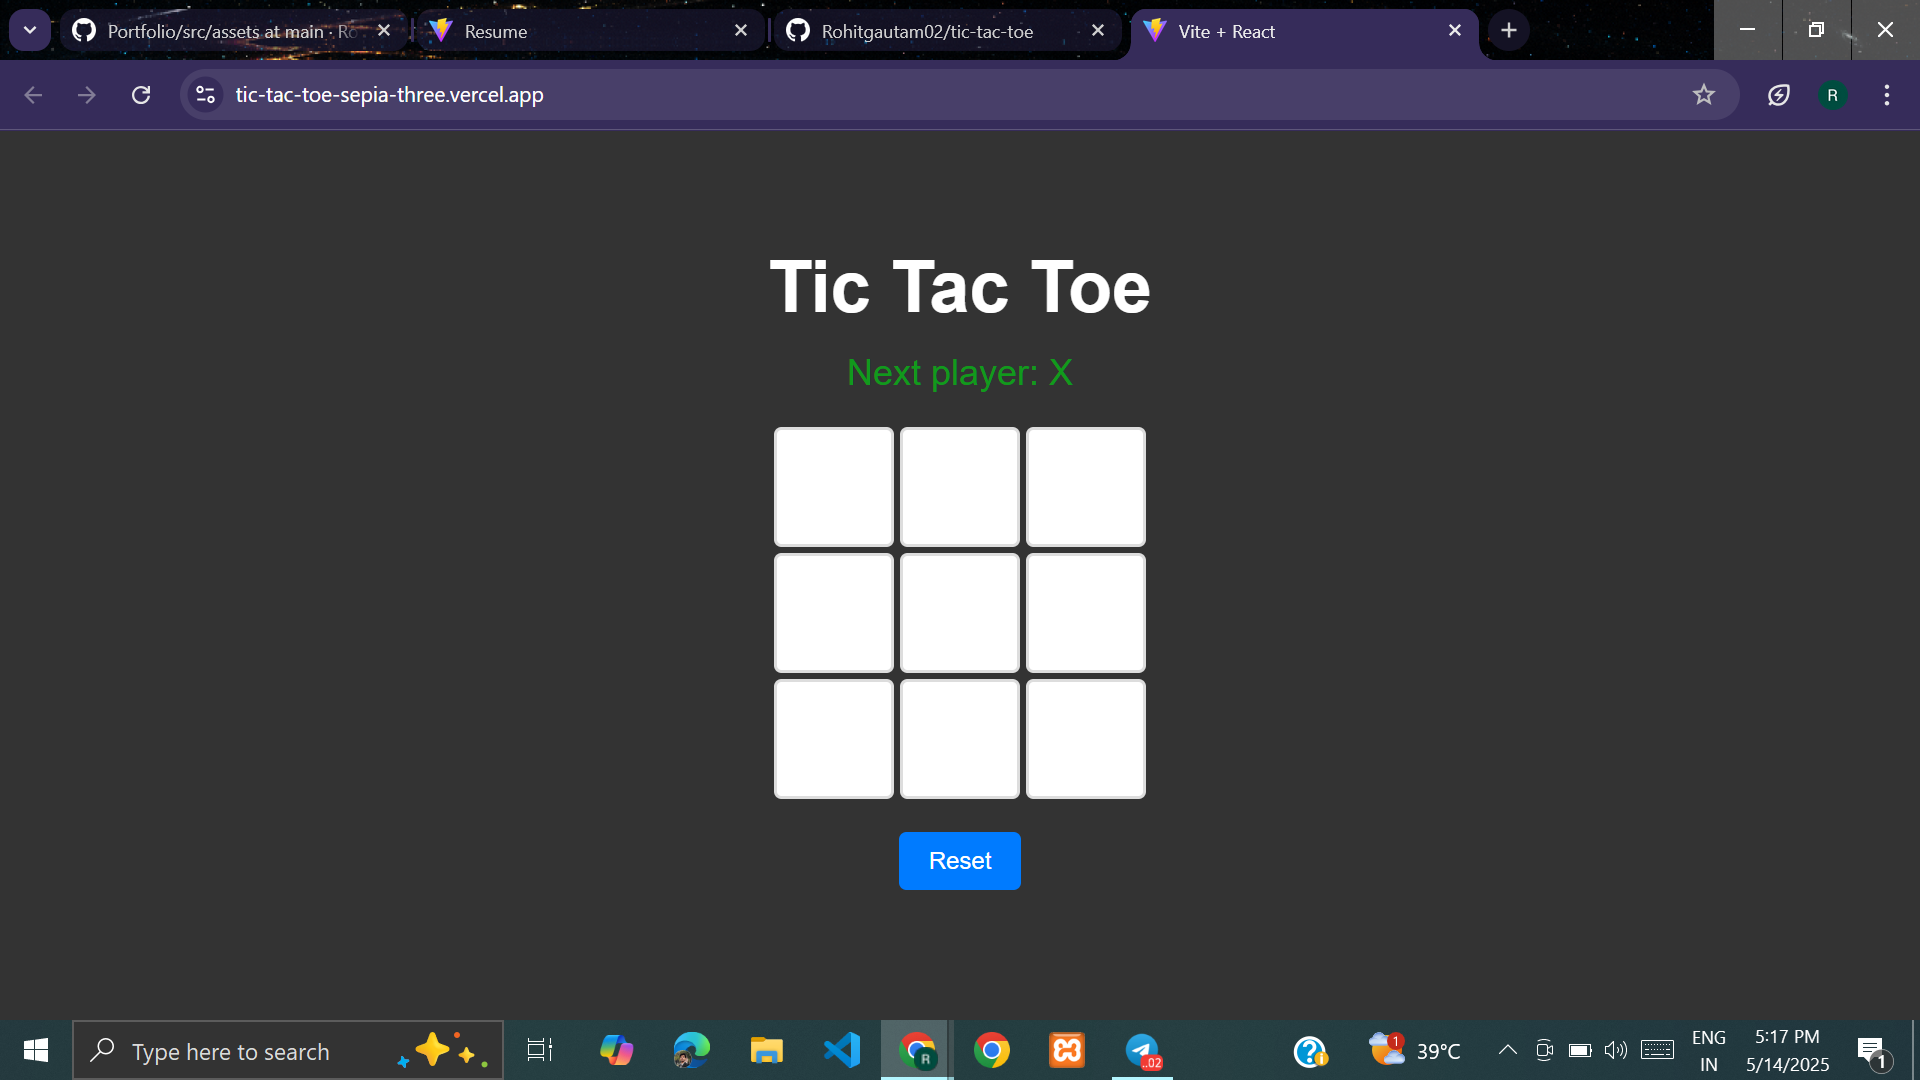 Portfolio/src/assets at main · Ro
Resume
Rohitgautam02/tic-tac-toe
Vite + React
tic-tac-toe-sepia-three.vercel.app
R
Tic Tac Toe
Next player: X
Reset
Type here to search
R
..02
1
39°C
ENG
IN
5:17 PM
5/14/2025
1